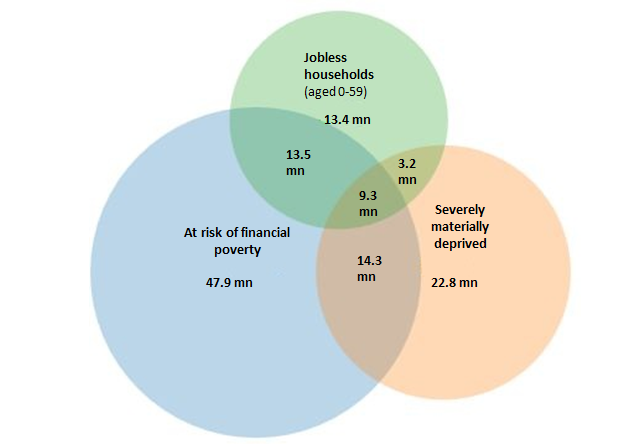 Jobless
households
(aged 0-59)
13.4 mn
13.5
mn
3.2
mn
9.3
mn
At risk of financial
poverty
47.9 mn
Severely
materially
deprived
22.8 mn
14.3
mn